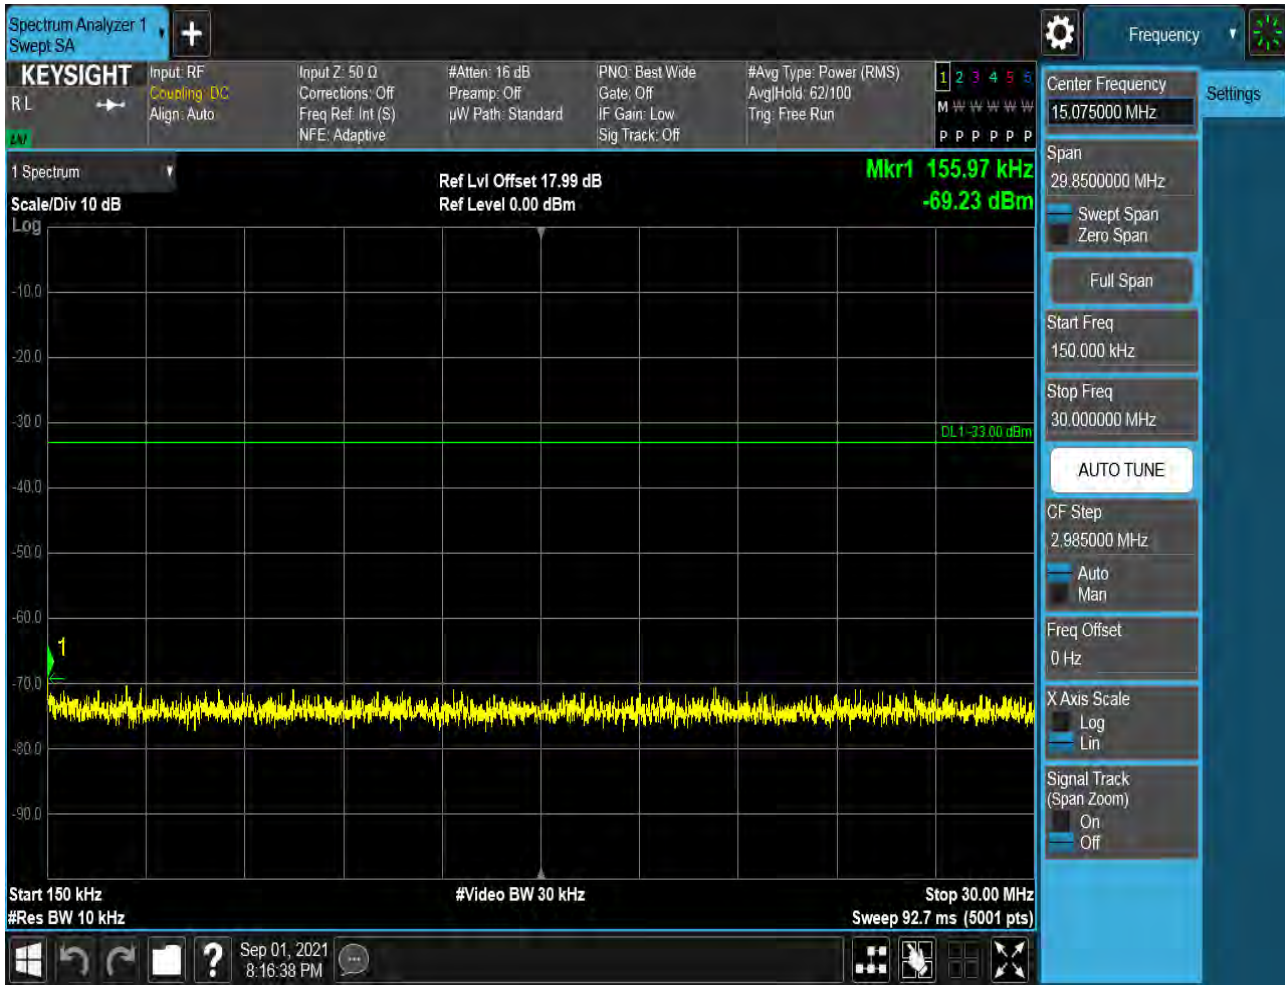 Spectrum Analyzer 1
Swept SA
Frequency
KEYSIGHT
R L
LNI
Input: RF
Coupling: DC
Align: Auto
Input Z: 50 Ω
Corrections: Off
Freq Ref: Int (S)
NFE: Adaptive
#Atten: 16 dB
Preamp: Off
µW Path: Standard
PNO: Best Wide
Gate: Off
IF Gain: Low
Sig Track: Off
#Avg Type: Power (RMS)
Avg|Hold: 62/100
Trig: Free Run
1 2 3 4 5 6
M W W W W W
P P P P P P
1 Spectrum
Scale/Div 10 dB
Log
Ref Lvl Offset 17.99 dB
Ref Level 0.00 dBm
Mkr1 155.97 kHz
-69.23 dBm
-10.0
-20.0
-30.0
DL1 -33.00 dBm
-40.0
-50.0
-60.0
1
-70.0
-80.0
-90.0
Start 150 kHz
#Res BW 10 kHz
#Video BW 30 kHz
Stop 30.00 MHz
Sweep 92.7 ms (5001 pts)
Sep 01, 2021
8:16:38 PM
Center Frequency
15.075000 MHz
Settings
Span
29.8500000 MHz
Swept Span
Zero Span
Full Span
Start Freq
150.000 kHz
Stop Freq
30.000000 MHz
AUTO TUNE
CF Step
2.985000 MHz
Auto
Man
Freq Offset
0 Hz
X Axis Scale
Log
Lin
Signal Track
(Span Zoom)
On
Off